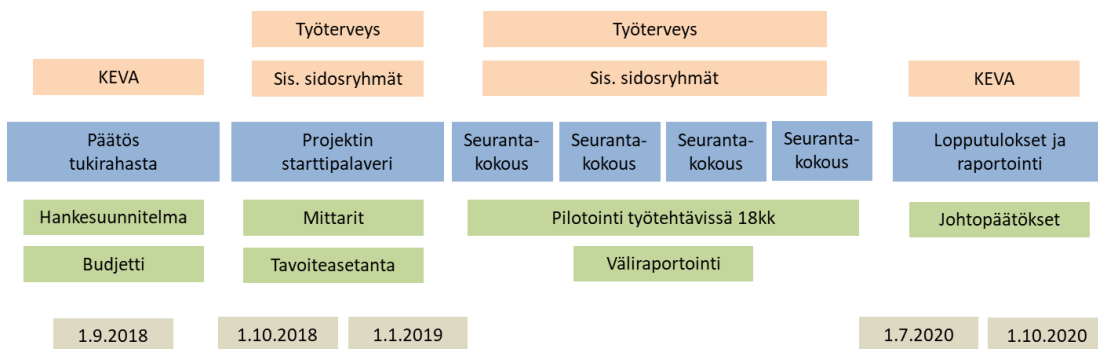 Työterveys
Työterveys
KEVA
Sis. sidosryhmät
Sis. sidosryhmät
KEVA
Päätös
tukirahasta
Projektin
starttipalaveri
Seuranta-
kokous
Seuranta-
kokous
Seuranta-
kokous
Seuranta-
kokous
Lopputulokset ja
raportointi
Hankesuunnitelma
Mittarit
Pilotointi työtehtävissä 18kk
Johtopäätökset
Budjetti
Tavoiteasetanta
Väliraportointi
1.9.2018
1.10.2018
1.1.2019
1.7.2020
1.10.2020